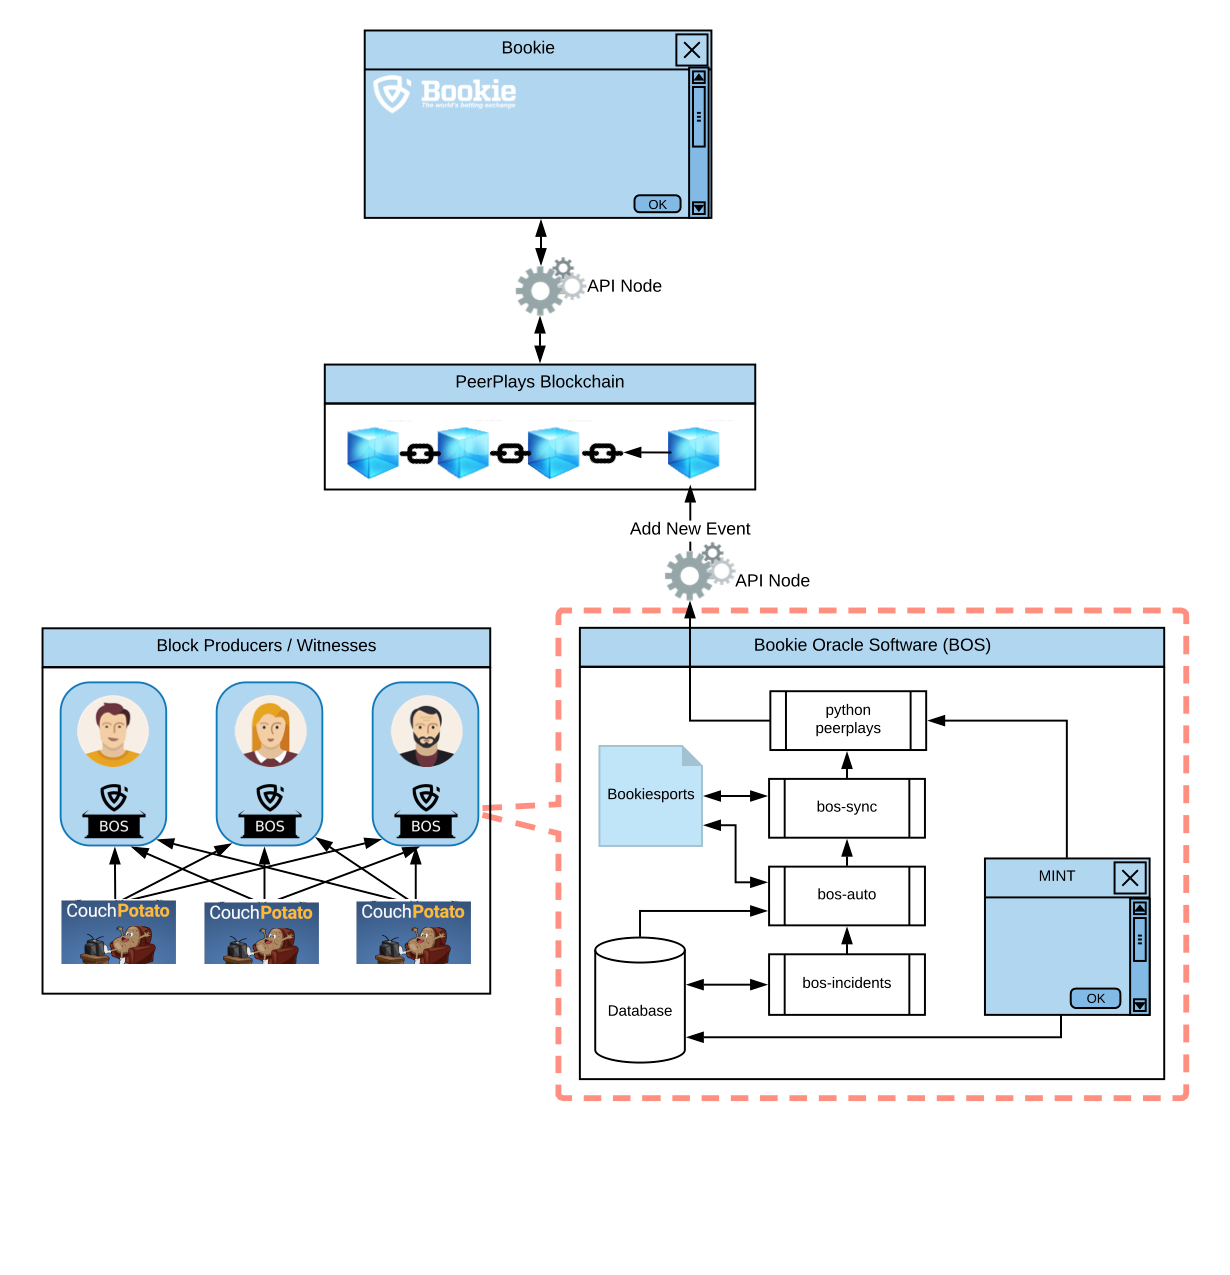 Bookie
Bookie
The world's betting exchange
OK
API Node
PeerPlays Blockchain
Add New Event
API Node
Block Producers / Witnesses
BOS
BOS
BOS
CouchPotato
CouchPotato
CouchPotato
Bookie Oracle Software (BOS)
python
peerplays
Bookiesports
bos-sync
bos-auto
MINT
bos-incidents
OK
Database